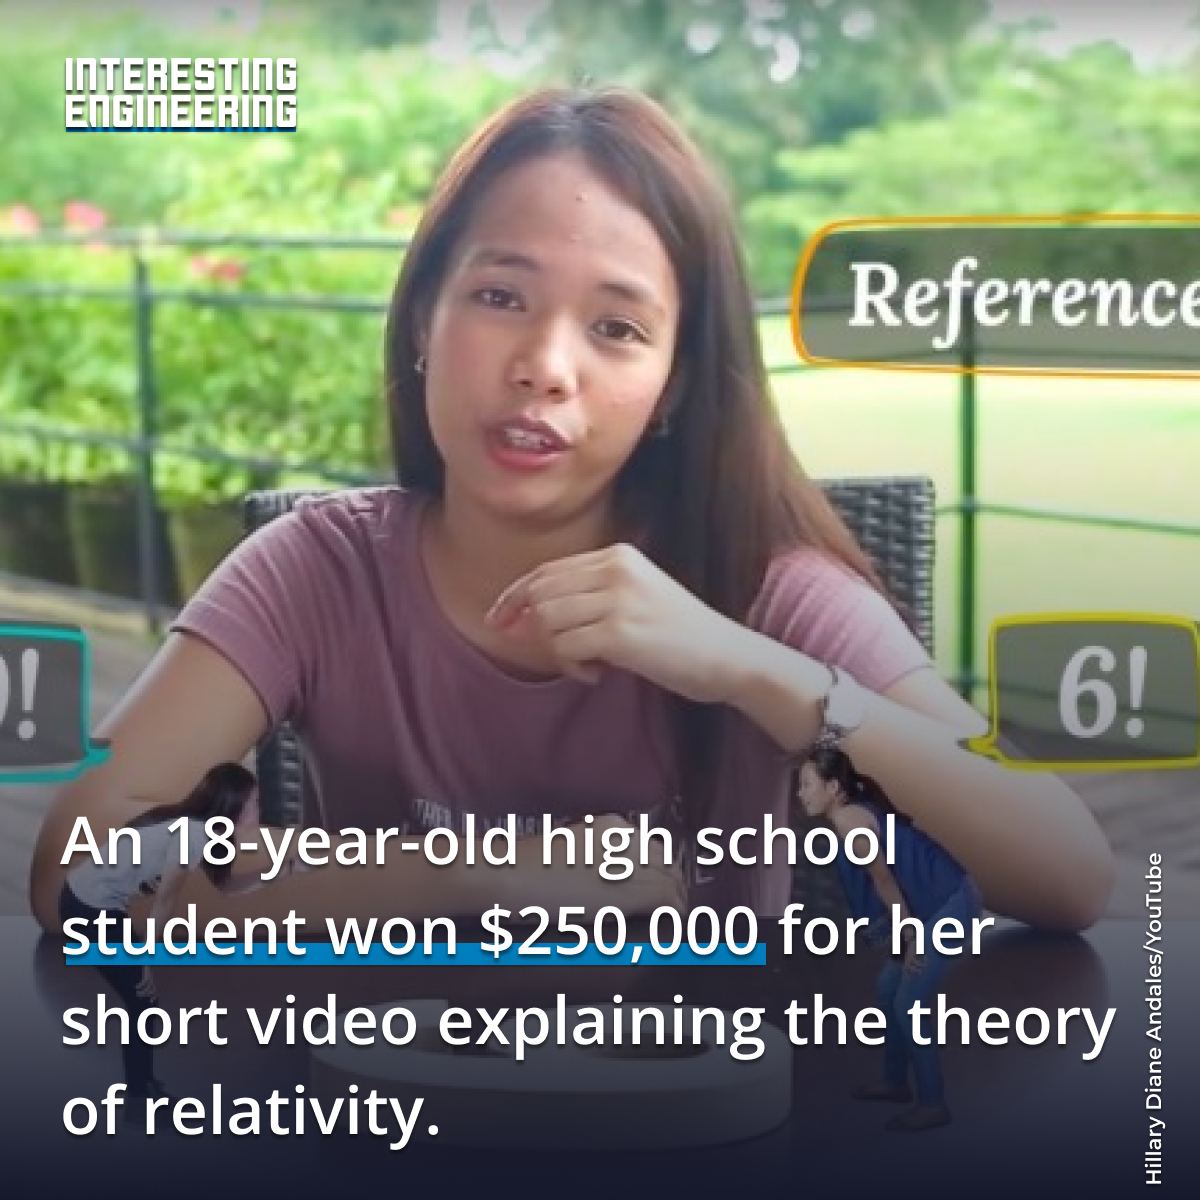 INTERESTING
ENGINEERING
Reference
6!
An 18-year-old high school
student won $250,000 for her
short video explaining the theory
of relativity.
Hillary Diane Andales/YouTube